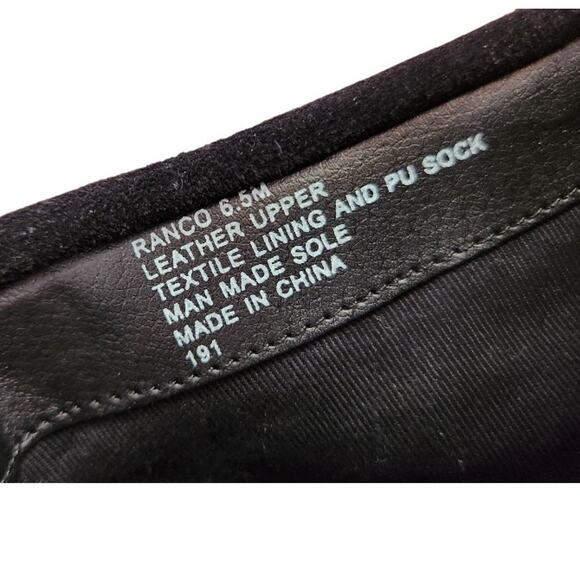 RANCO 6.5M
LEATHER UPPER
TEXTILE LINING AND PU SOCK
MAN MADE SOLE
MADE IN CHINA
191